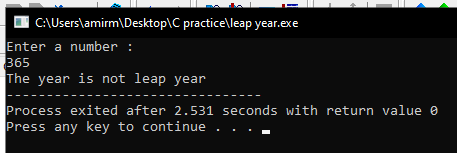 C:\Users\amirm\Desktop\C practice\leap year.exe
Enter a number :
365
The year is not leap year
--------------------------------
Process exited after 2.531 seconds with return value 0
Press any key to continue . . .